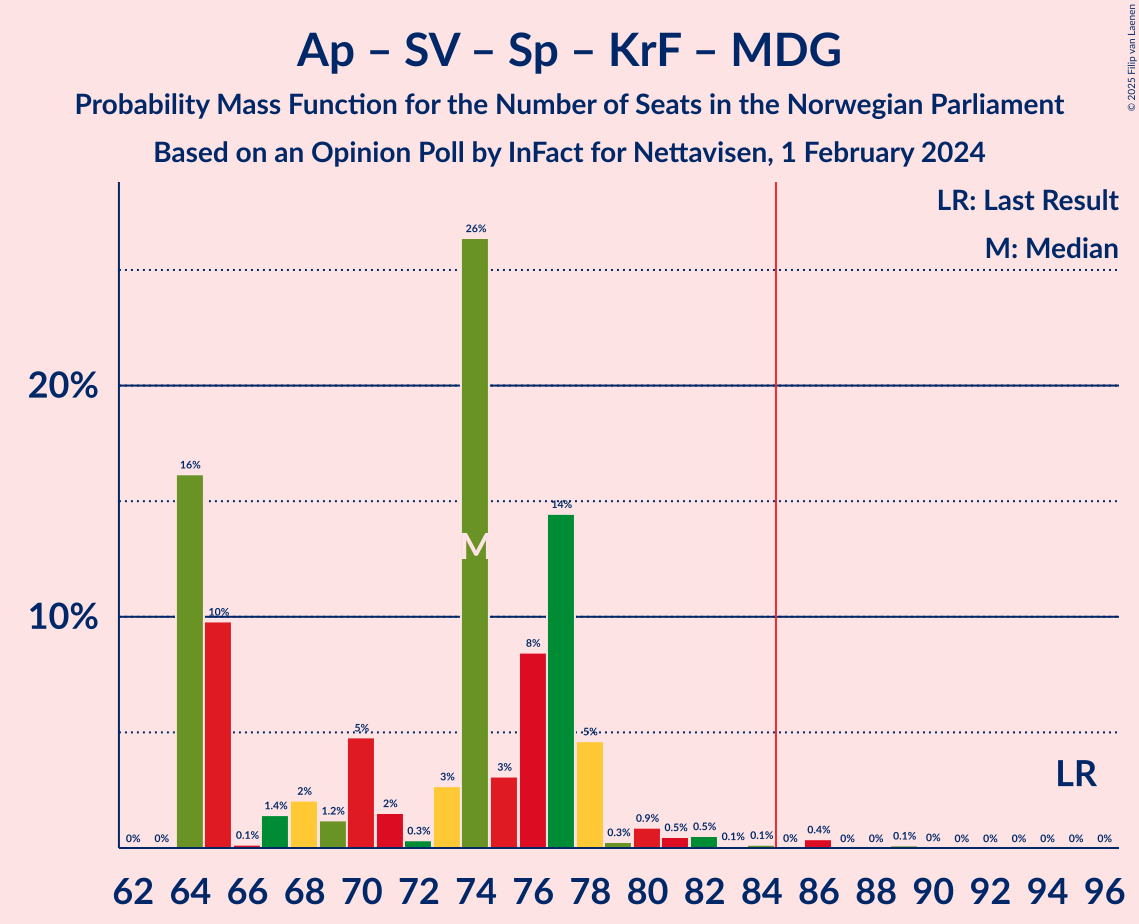 Ap – SV – Sp – KrF – MDG
Probability Mass Function for the Number of Seats in the Norwegian Parliament
Based on an Opinion Poll by InFact for Nettavisen, 1 February 2024
© 2025 Filip van Laenen
LR: Last Result
M: Median
20%
10%
0% 0% 16% 10% 0.1% 1.4% 2% 1.2% 5% 2% 0.3% 3% 26% 3% 8% 14% 5% 0.3% 0.9% 0.5% 0.5% 0.1% 0.1% 0% 0.4% 0% 0% 0.1% 0% 0% 0% 0% 0% 0% 0%
M
LR
62 64 66 68 70 72 74 76 78 80 82 84 86 88 90 92 94 96